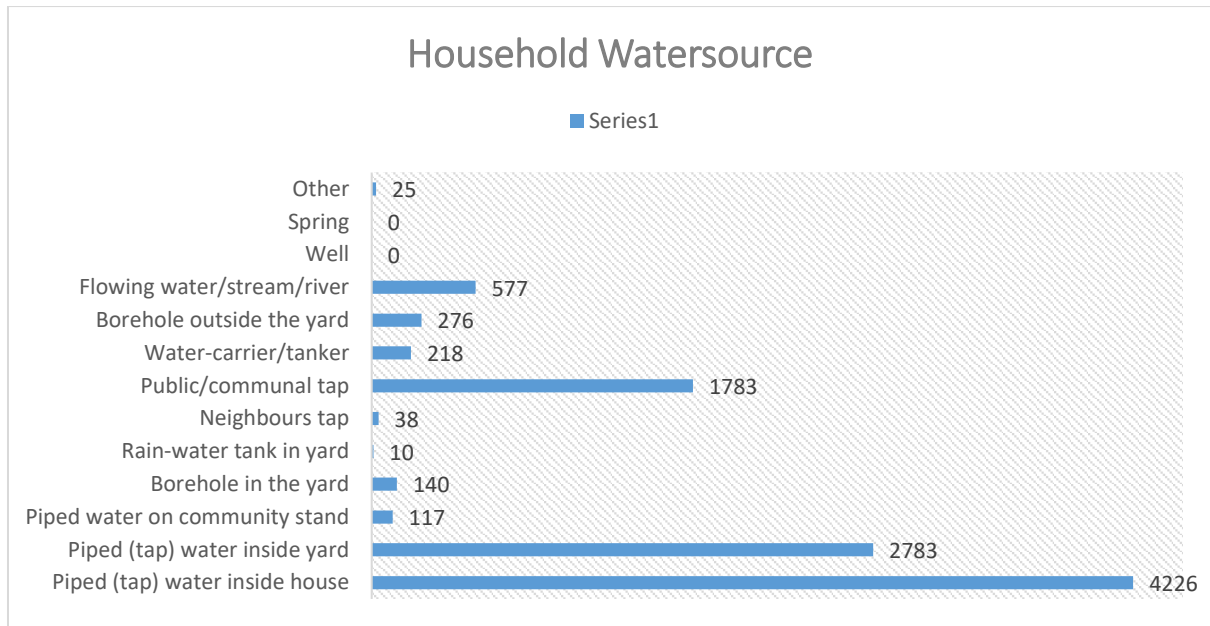 Household Watersource
Series1
Other 25
Spring 0
Well 0
Flowing water/stream/river 577
Borehole outside the yard 276
Water-carrier/tanker 218
Public/communal tap 1783
Neighbours tap 38
Rain-water tank in yard 10
Borehole in the yard 140
Piped water on community stand 117
Piped (tap) water inside yard 2783
Piped (tap) water inside house 4226